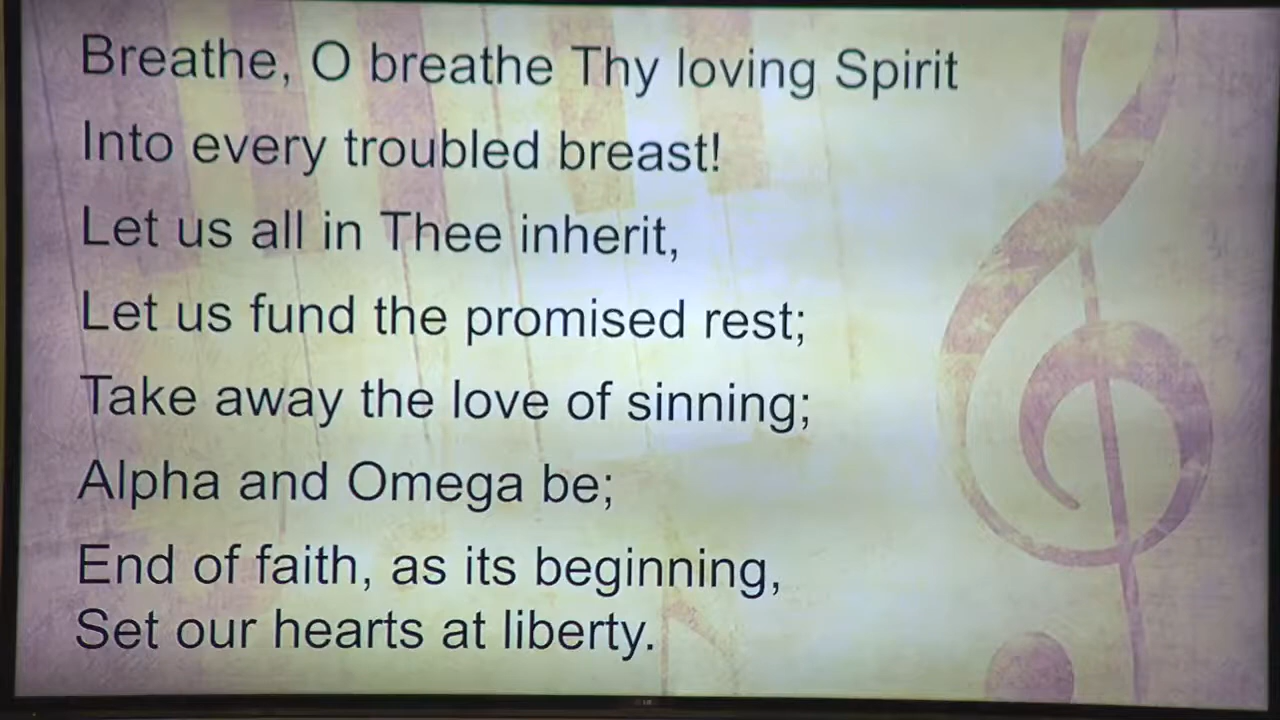 Breathe, O breathe Thy loving Spirit
Into every troubled breast!
Let us all in Thee inherit,
Let us fund the promised rest;
Take away the love of sinning;
Alpha and Omega be;
End of faith, as its beginning,
Set our hearts at liberty.